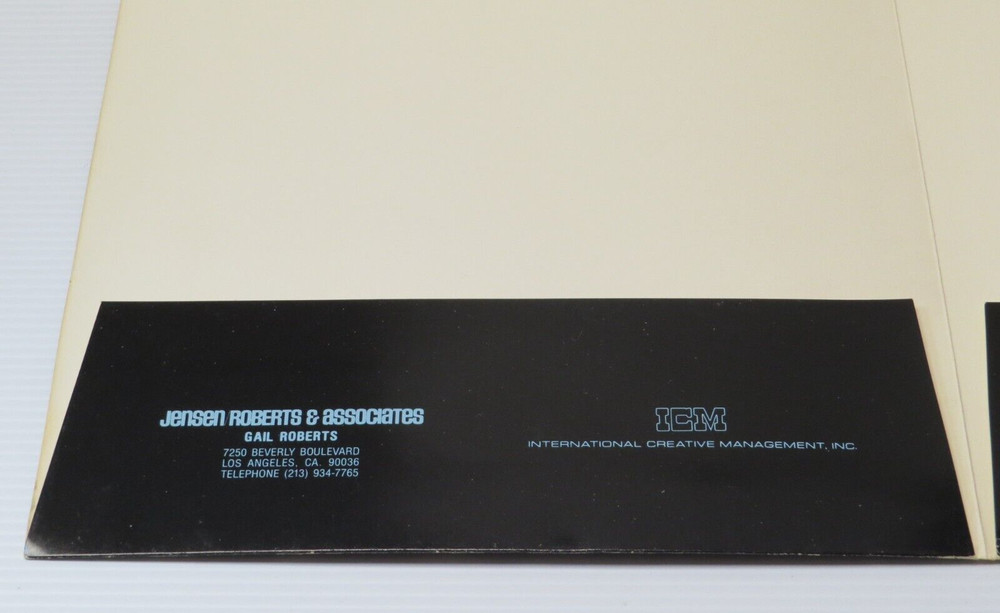 Jensen ROBERTS & associates
GAIL ROBERTS
7250 BEVERLY BOULEVARD
LOS ANGELES, CA. 90036
TELEPHONE (213) 934-7765
ICM
INTERNATIONAL CREATIVE MANAGEMENT, INC.